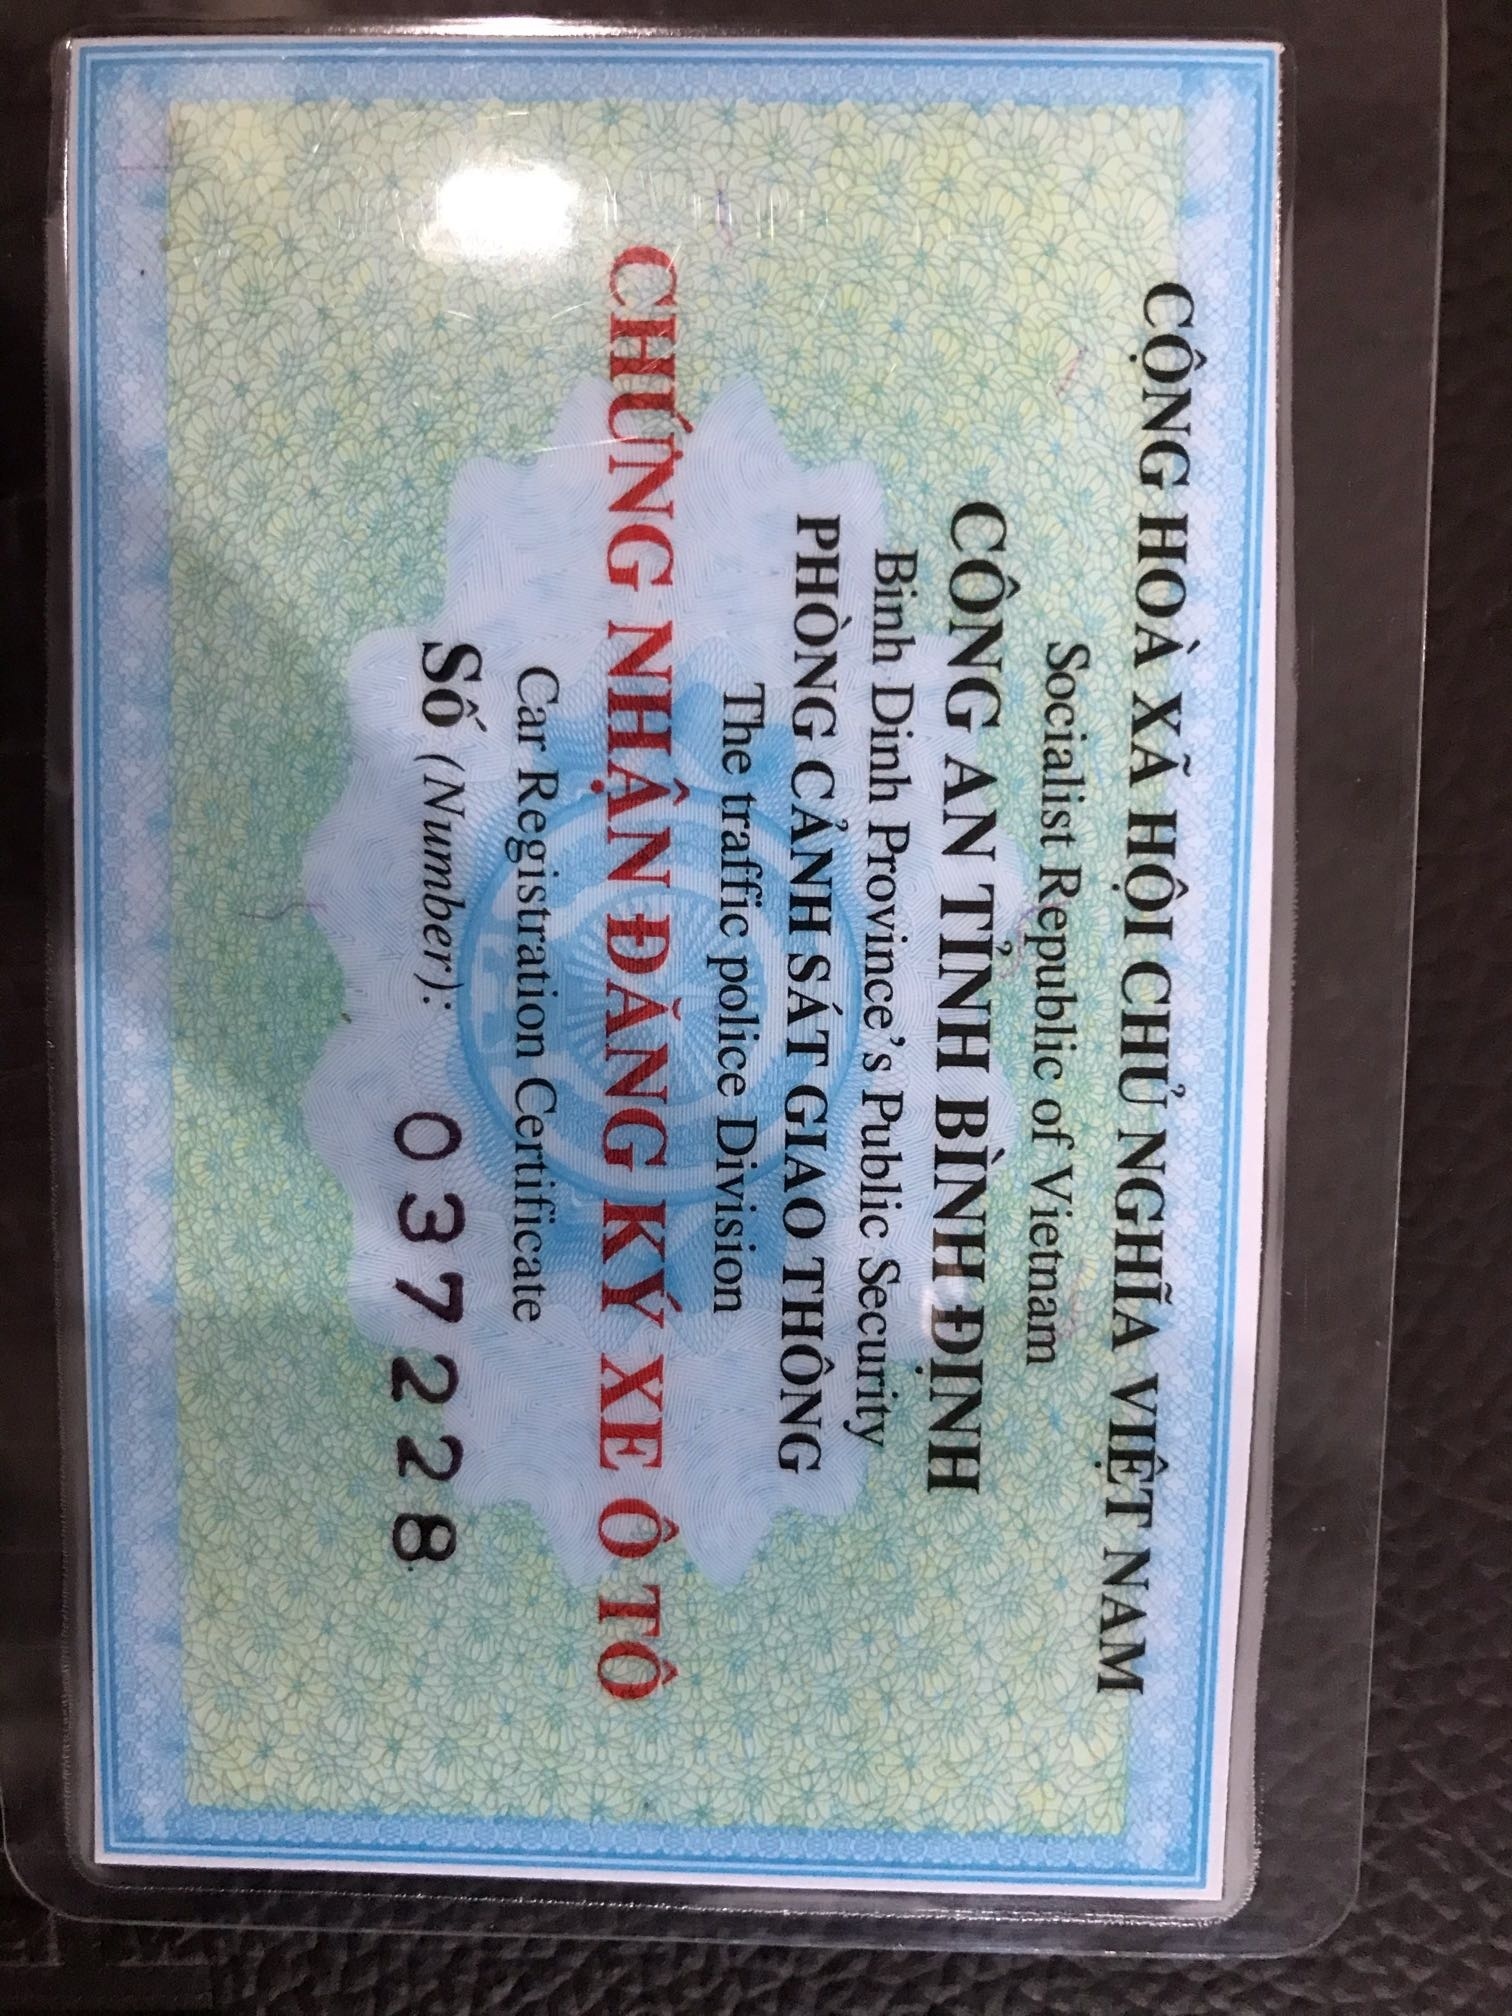 CỘNG HOÀ XÃ HỘI CHỦ NGHĨA VIỆT NAM
Socialist Republic of Vietnam
CÔNG AN TỈNH BÌNH ĐỊNH
Binh Dinh Province's Public Security
PHÒNG CẢNH SÁT GIAO THÔNG
The traffic police Division
CHỨNG NHẬN ĐĂNG KÝ XE Ô TÔ
Car Registration Certificate
Số (Number): 037228